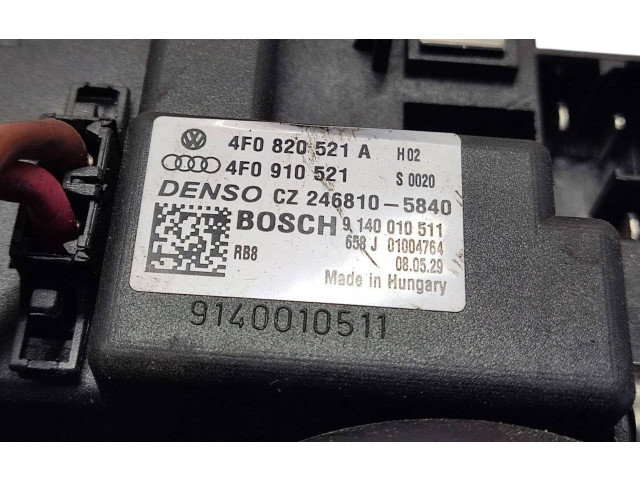 4F0 820 521 A H02
4F0 910 521 S 0020
DENSO CZ 246810-5840
BOSCH 9 140 010 511
658 J 01004764
RB8 08.05.29
Made in Hungary
9140010511